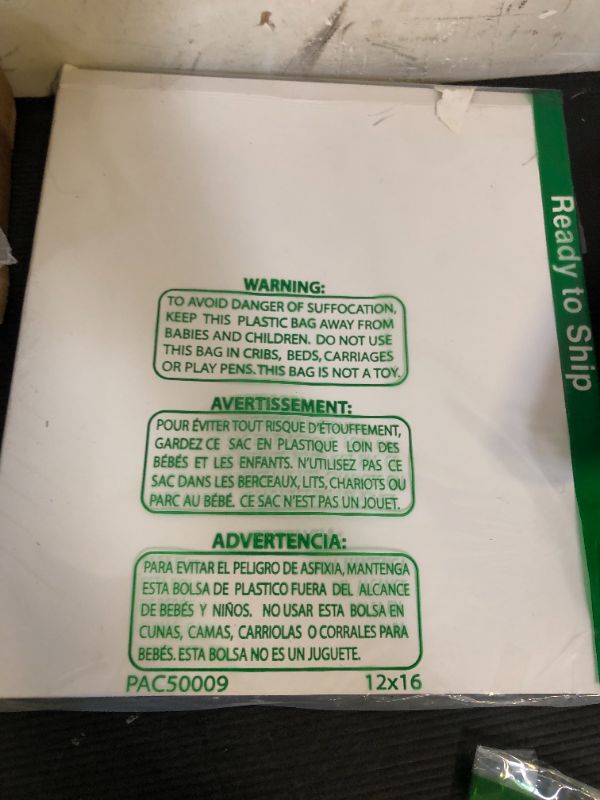 WARNING:
TO AVOID DANGER OF SUFFOCATION,
KEEP THIS PLASTIC BAG AWAY FROM
BABIES AND CHILDREN. DO NOT USE
THIS BAG IN CRIBS, BEDS, CARRIAGES
OR PLAY PENS. THIS BAG IS NOT A TOY.
AVERTISSEMENT:
POUR ÉVITER TOUT RISQUE D'ÉTOUFFEMENT,
GARDEZ CE SAC EN PLASTIQUE LOIN DES
BÉBÉS ET LES ENFANTS. N'UTILISEZ PAS CE
SAC DANS LES BERCEAUX, LITS, CHARIOTS OU
PARC AU BÉBÉ. CE SAC N'EST PAS UN JOUET.
ADVERTENCIA:
PARA EVITAR EL PELIGRO DE ASFIXIA, MANTENGA
ESTA BOLSA DE PLASTICO FUERA DEL ALCANCE
DE BEBÉS Y NIÑOS. NO USAR ESTA BOLSA EN
CUNAS, CAMAS, CARRIOLAS O CORRALES PARA
BEBÉS. ESTA BOLSA NO ES UN JUGUETE.
PAC50009 12x16
Ready to Ship